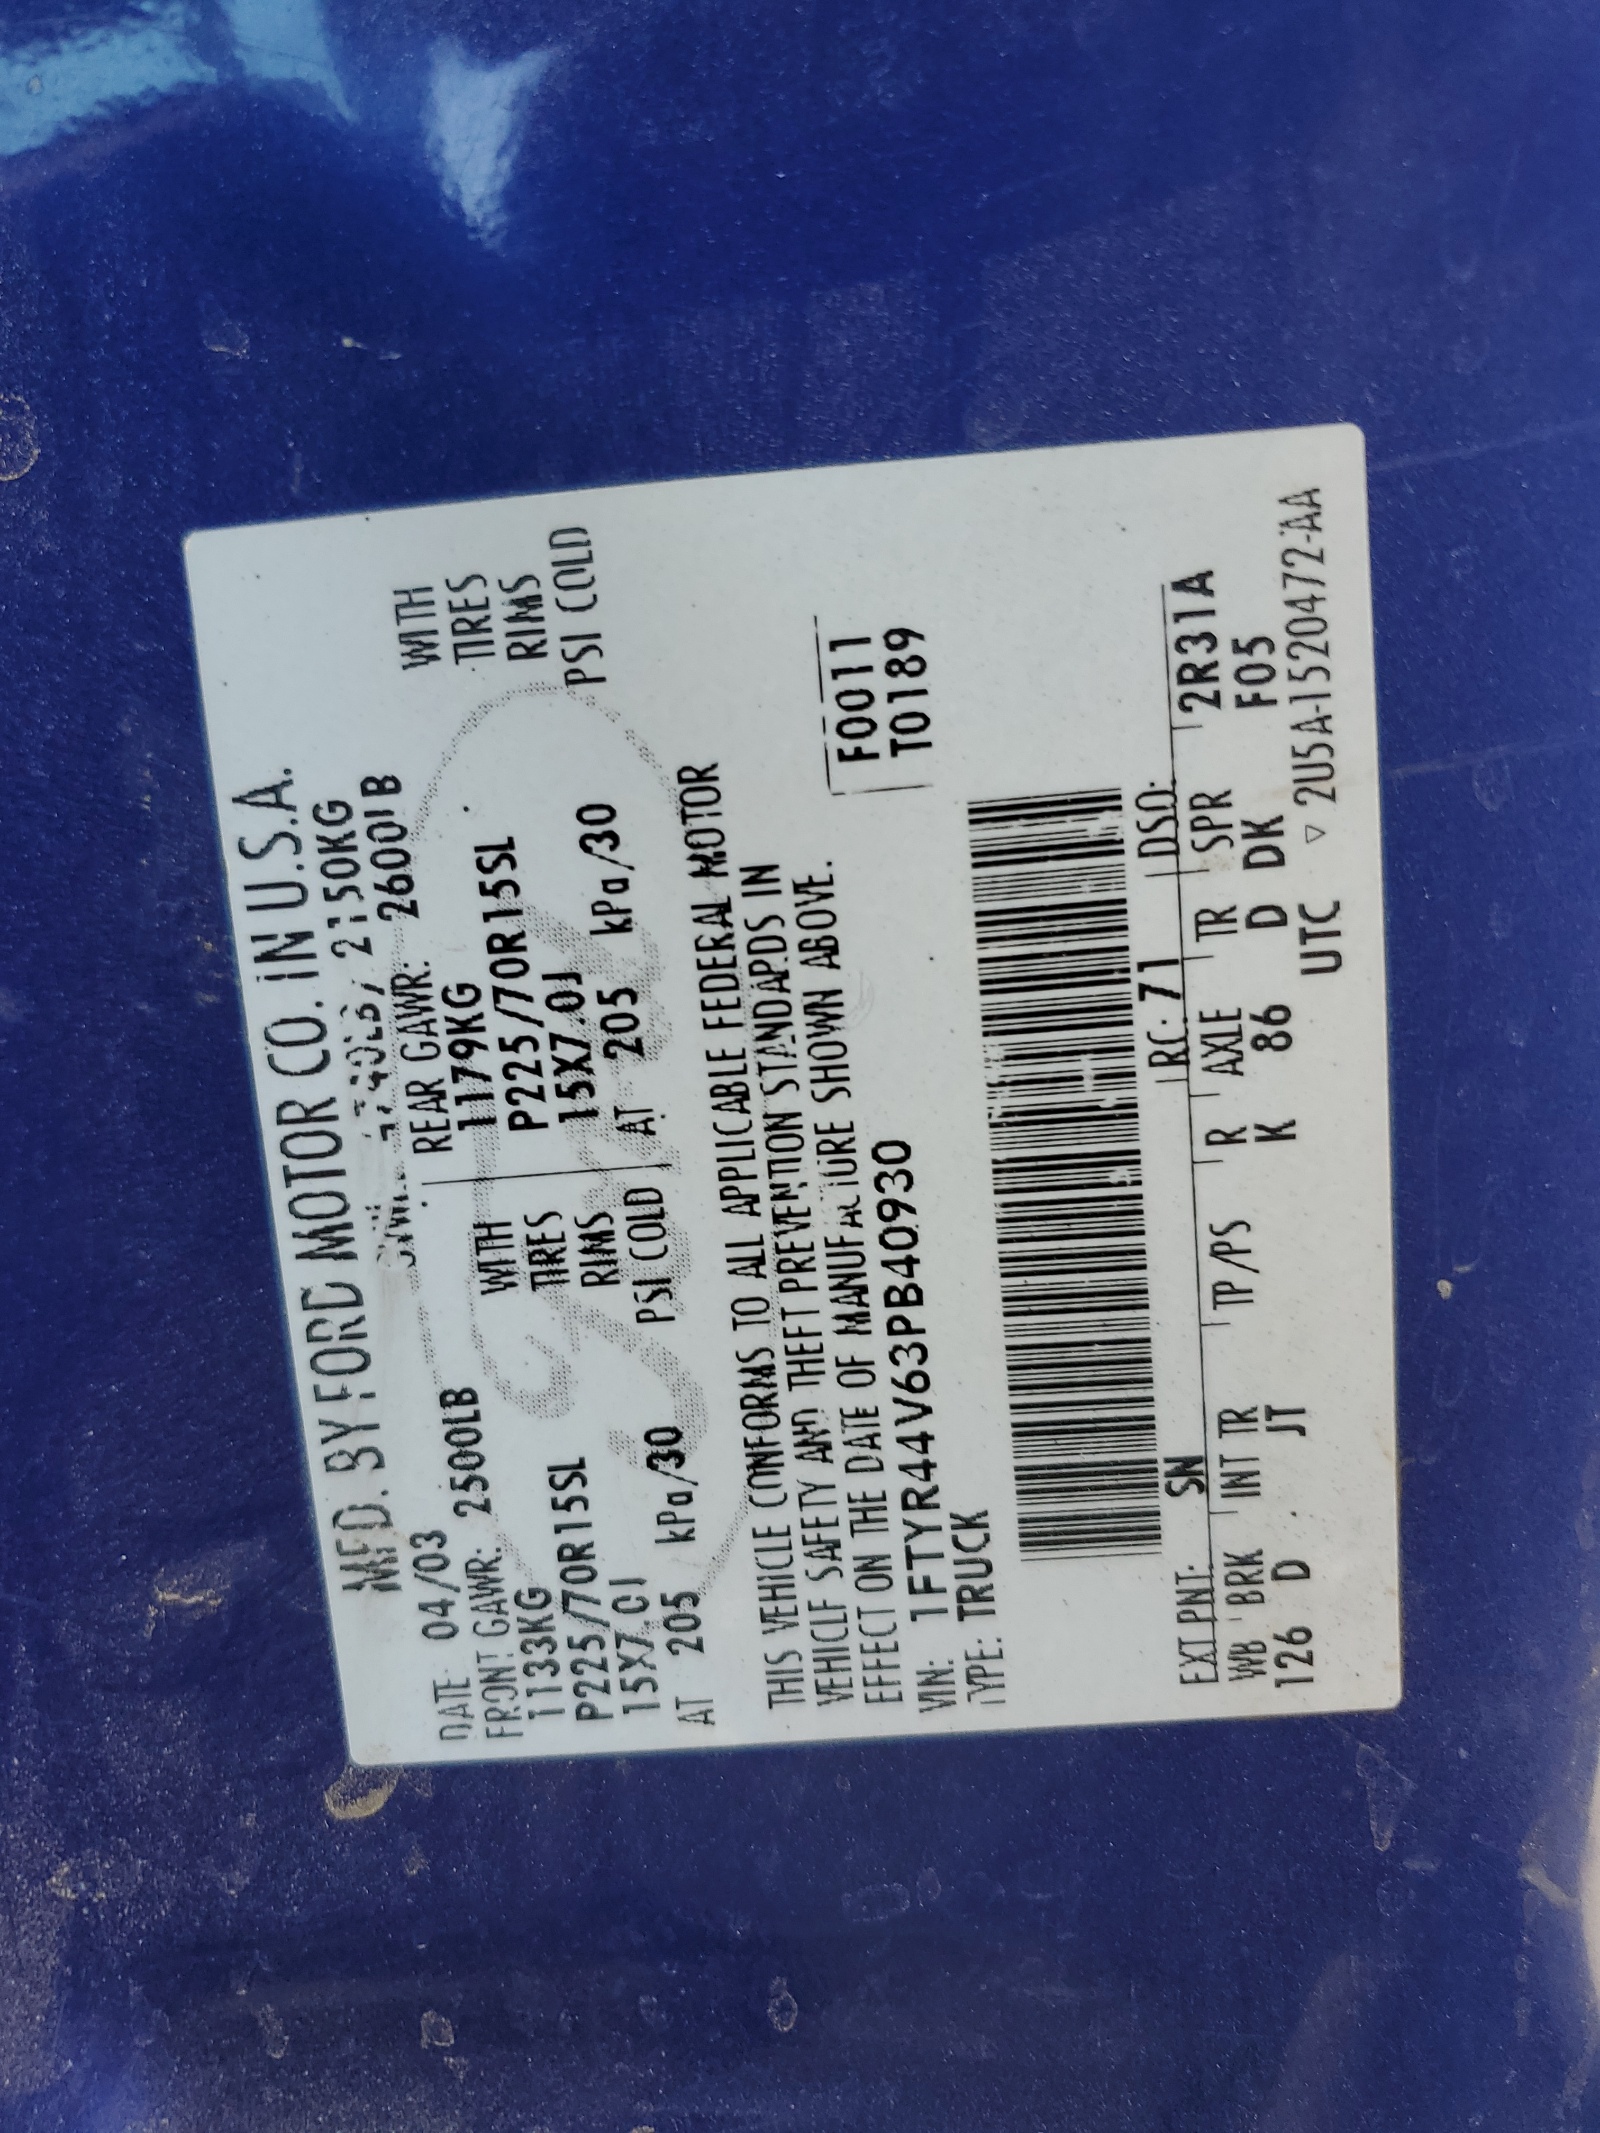 MFD. BY FORD MOTOR CO. IN U.S.A.
DATE 04/03 GVWR: 4740LB/ 2150KG
FRONT GAWR: 2500LB REAR GAWR: 2600LB
1133KG WITH 1179KG WITH
P225/70R15SL TIRES P225/70R15SL TIRES
15X7.0J RIMS 15X7.0J RIMS
AT 205 kPa/30 PSI COLD AT 205 kPa/30 PSI COLD
THIS VEHICLE CONFORMS TO ALL APPLICABLE FEDERAL MOTOR
VEHICLE SAFETY AND THEFT PREVENTION STANDARDS IN
EFFECT ON THE DATE OF MANUFACTURE SHOWN ABOVE.
VIN: 1FTYR44V63PB40930 F0011
TYPE: TRUCK T0189
EXT PNT: SN RC: 71 DSO: 2R31A
WB BRK INT TR TP/PS R AXLE TR SPR F05
126 D JT K 86 D DK
UTC ▽ 2U5A-1520472-AA